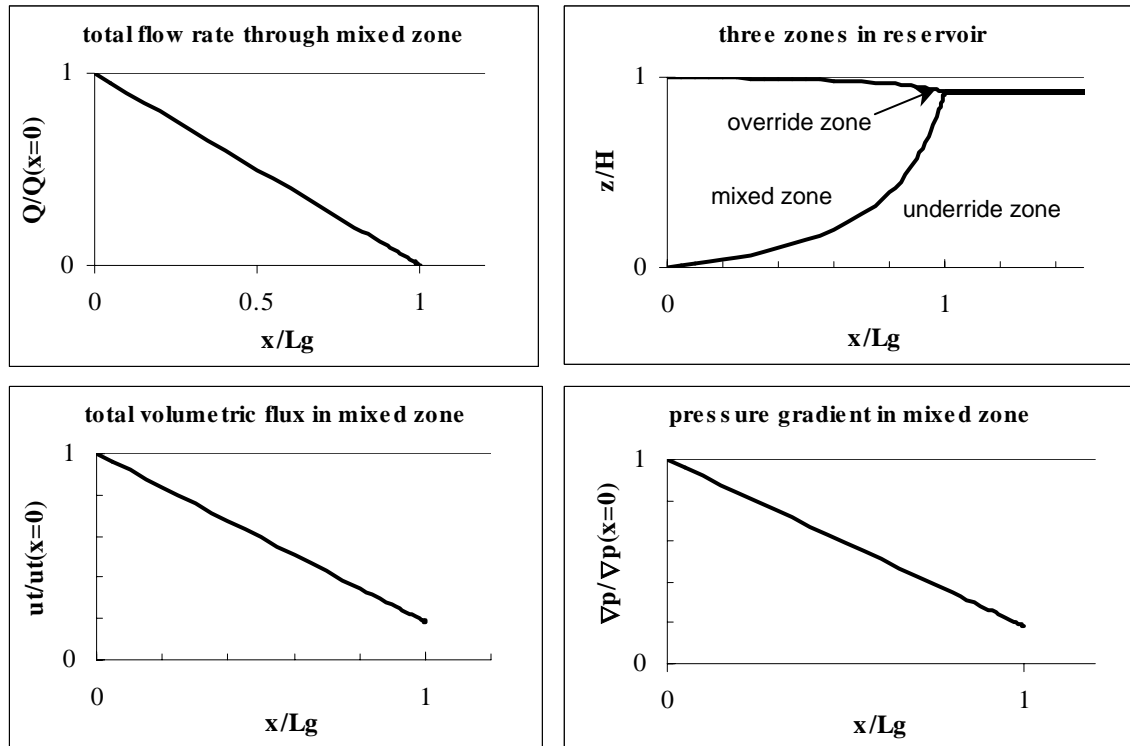 total flow rate through mixed zone
1
Q/Q(x=0)
0
0 0.5 1
x/Lg
three zones in reservoir
1
override zone
z/H
mixed zone
underride zone
0
0 1
x/Lg
total volumetric flux in mixed zone
1
ut/ut(x=0)
0
0 1
x/Lg
pressure gradient in mixed zone
1
∇p/∇p(x=0)
0
0 1
x/Lg